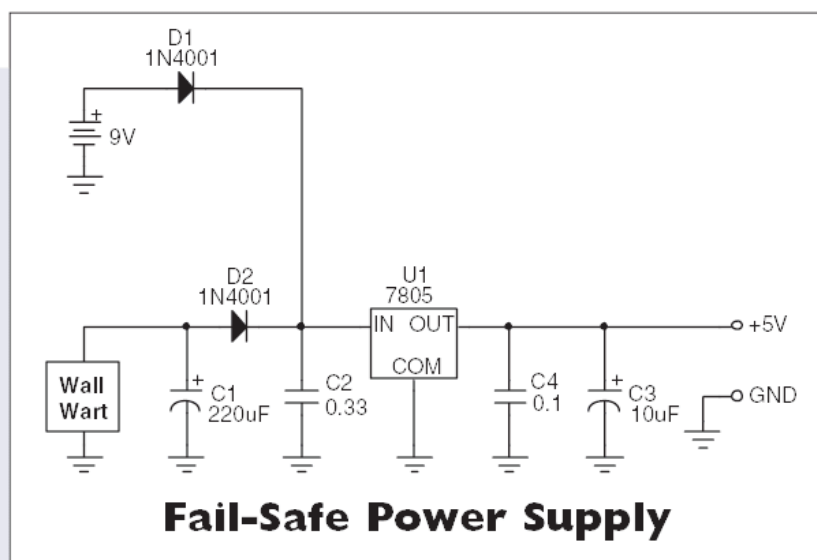 D1
1N4001
+
9V
D2
1N4001
U1
7805
IN OUT
COM
+5V
Wall
Wart
+
C1
220uF
C2
0.33
C4
0.1
+
C3
10uF
GND
Fail-Safe Power Supply